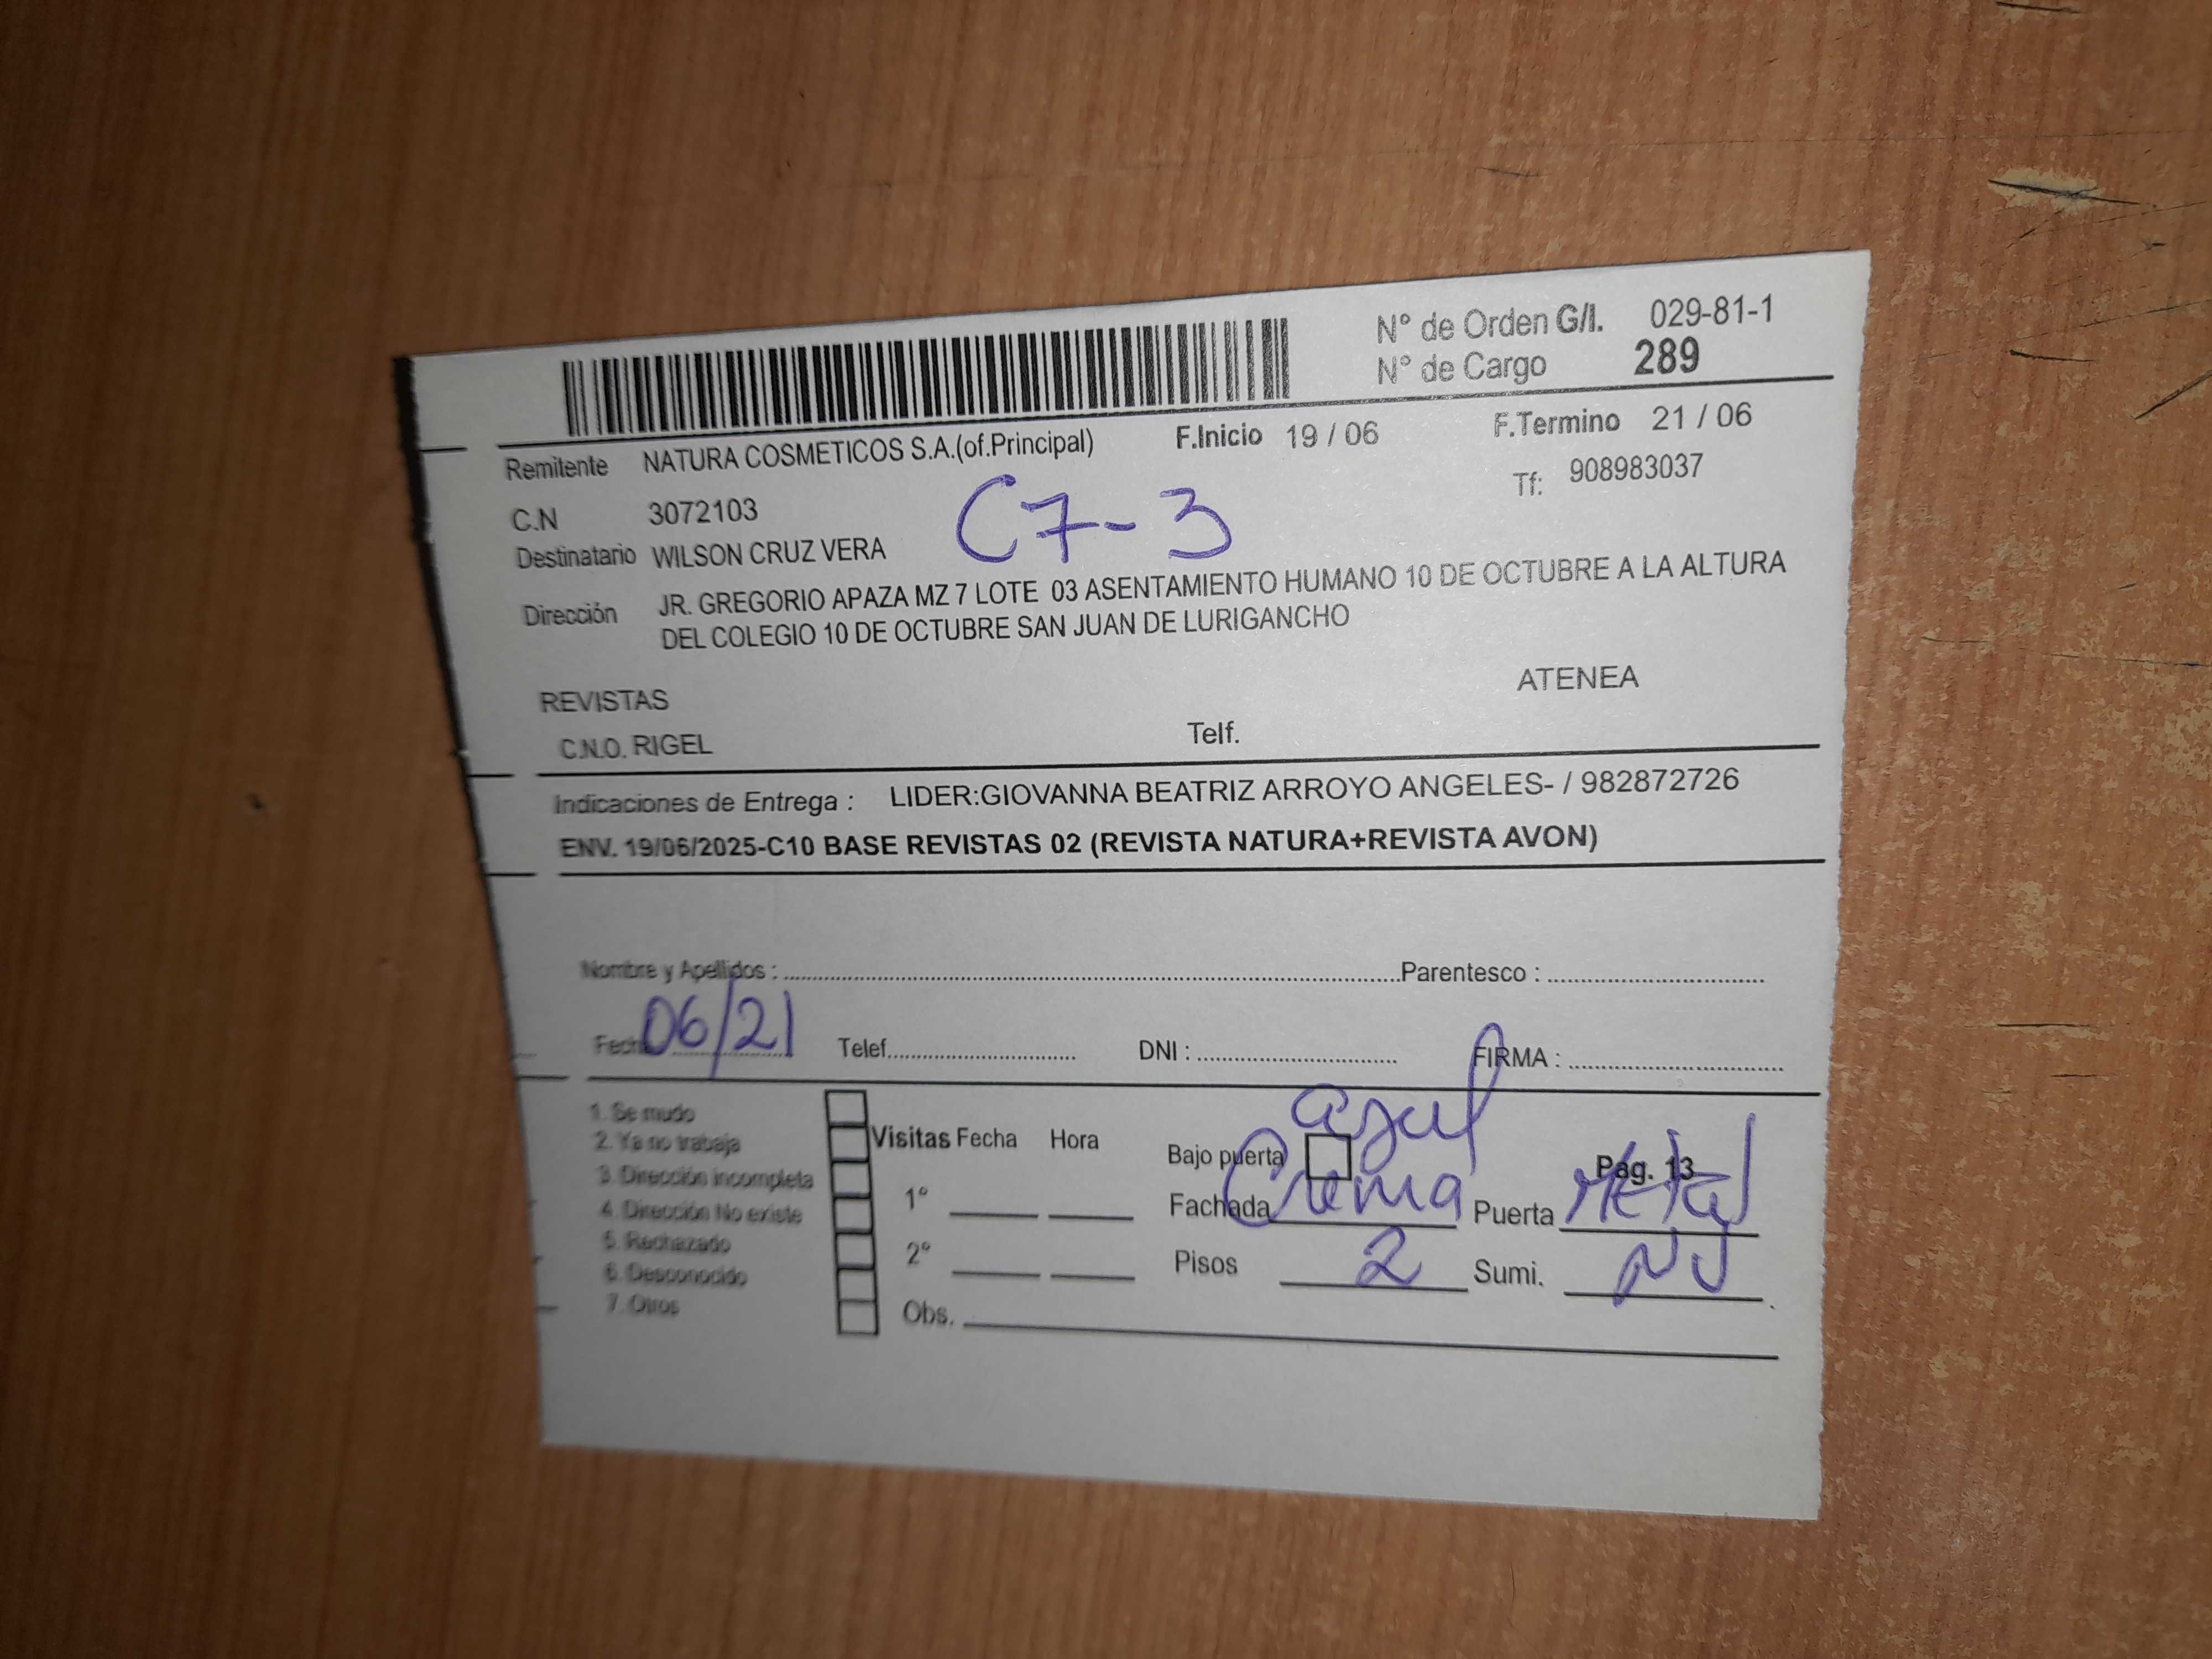 N° de Orden G/I. 029-81-1
N° de Cargo 289
Remitente NATURA COSMETICOS S.A.(of.Principal) F.Inicio 19 / 06 F.Termino 21 / 06
C.N 3072103 Tf: 908983037
C7-3
Destinatario WILSON CRUZ VERA
Dirección JR. GREGORIO APAZA MZ 7 LOTE 03 ASENTAMIENTO HUMANO 10 DE OCTUBRE A LA ALTURA
DEL COLEGIO 10 DE OCTUBRE SAN JUAN DE LURIGANCHO
REVISTAS ATENEA
C.N.O. RIGEL Telf.
Indicaciones de Entrega : LIDER:GIOVANNA BEATRIZ ARROYO ANGELES- / 982872726
ENV. 19/06/2025-C10 BASE REVISTAS 02 (REVISTA NATURA+REVISTA AVON)
Nombre y Apellidos : Parentesco :
Fecha 06/21 Telef. DNI : FIRMA :
1. Se mudo
2. Ya no trabaja
3. Dirección incompleta
4. Dirección No existe
5. Rechazado
6. Desconocido
7. Otros
Visitas Fecha Hora
1°
2°
Obs.
azul
Bajo puerta Pág. 13
Fachada Crema Puerta Metal
Pisos 2 Sumi.